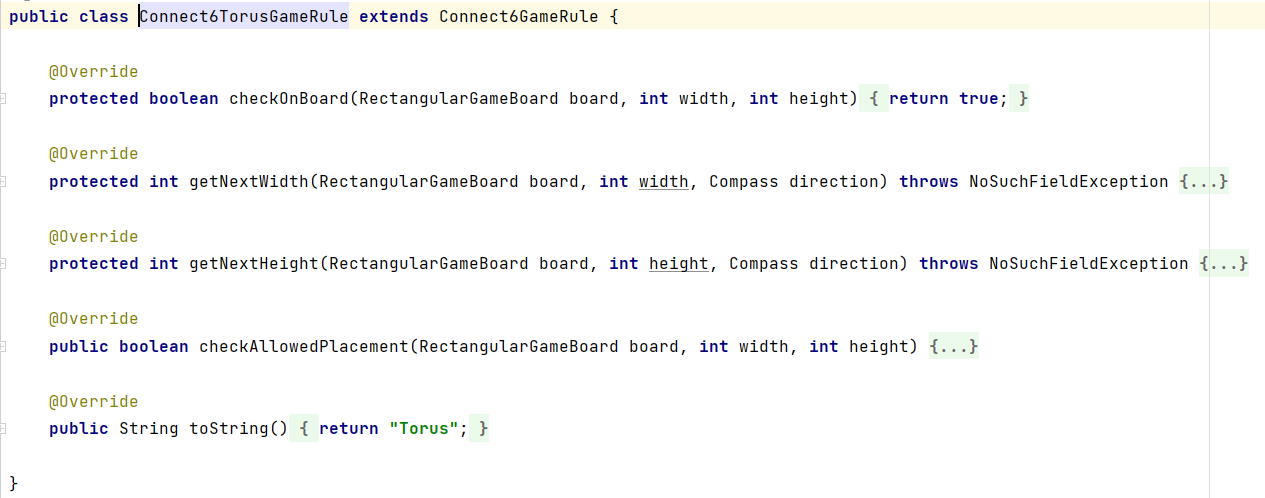 public class Connect6TorusGameRule extends Connect6GameRule {
@Override
protected boolean checkOnBoard(RectangularGameBoard board, int width, int height) { return true; }
@Override
protected int getNextWidth(RectangularGameBoard board, int width, Compass direction) throws NoSuchFieldException {...}
@Override
protected int getNextHeight(RectangularGameBoard board, int height, Compass direction) throws NoSuchFieldException {...}
@Override
public boolean checkAllowedPlacement(RectangularGameBoard board, int width, int height) {...}
@Override
public String toString() { return "Torus"; }
}